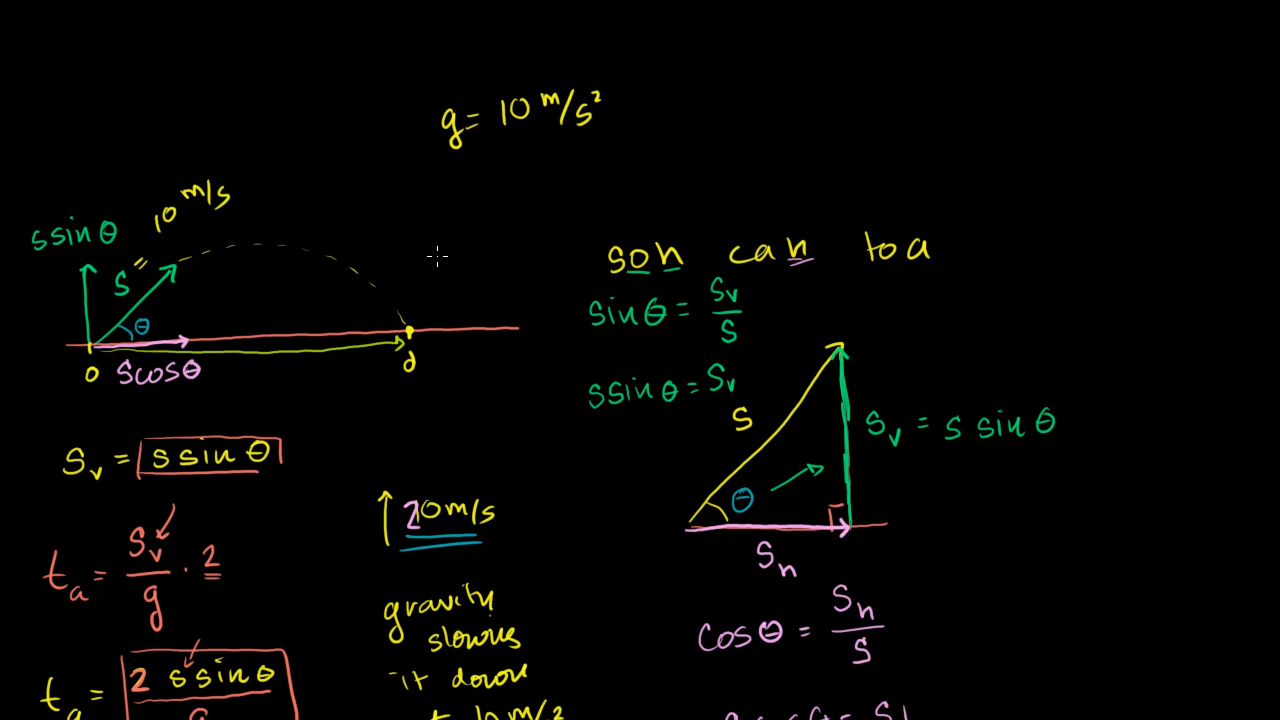 g = 10 m/s²
s sin θ
10 m/s
s =
θ
0
s cos θ
d
soh cah toa
sin θ = Sv / S
s sin θ = Sv
S
Sv = s sin θ
θ
Sh
cos θ = Sh / S
Sv = s sin θ
ta = Sv / g · 2
ta = 2 s sin θ / g
20 m/s
gravity
slows
it down
10 m/s